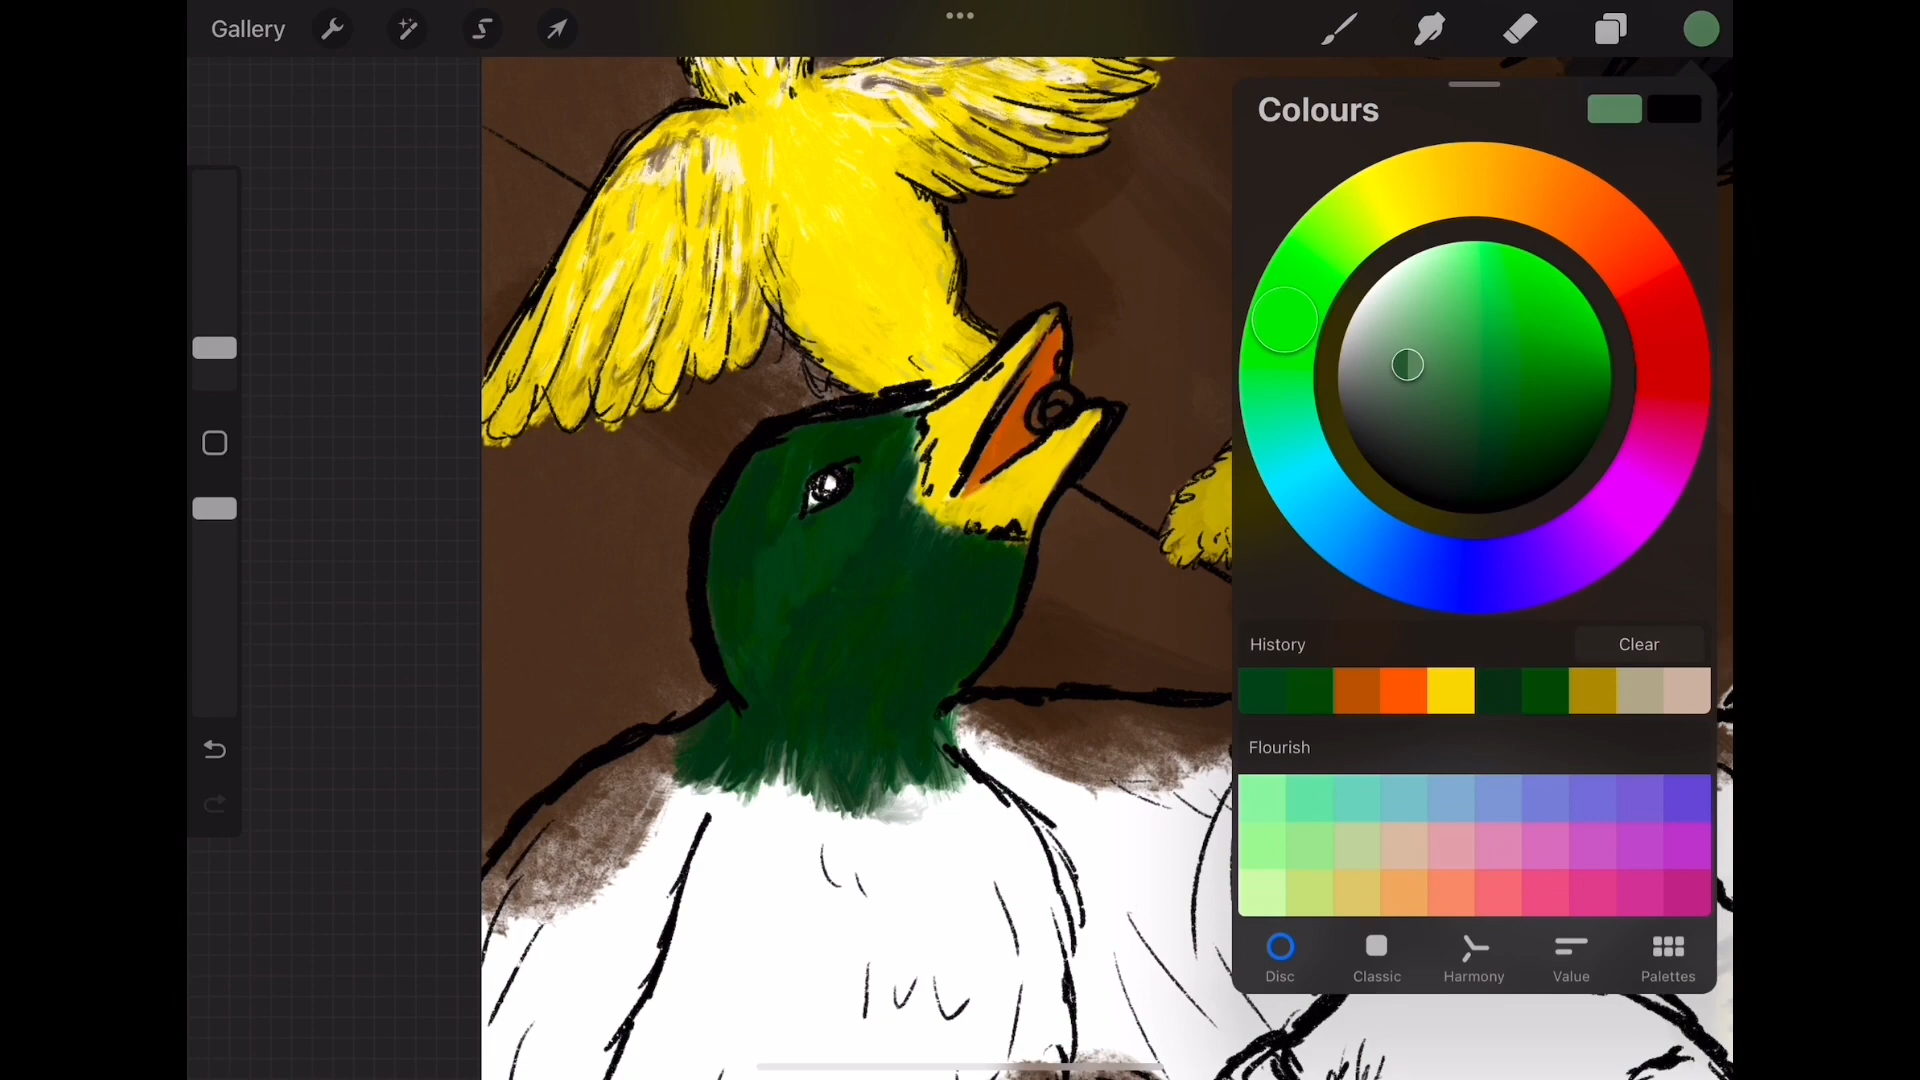 Gallery
Colours
History
Clear
Flourish
Disc
Classic
Harmony
Value
Palettes